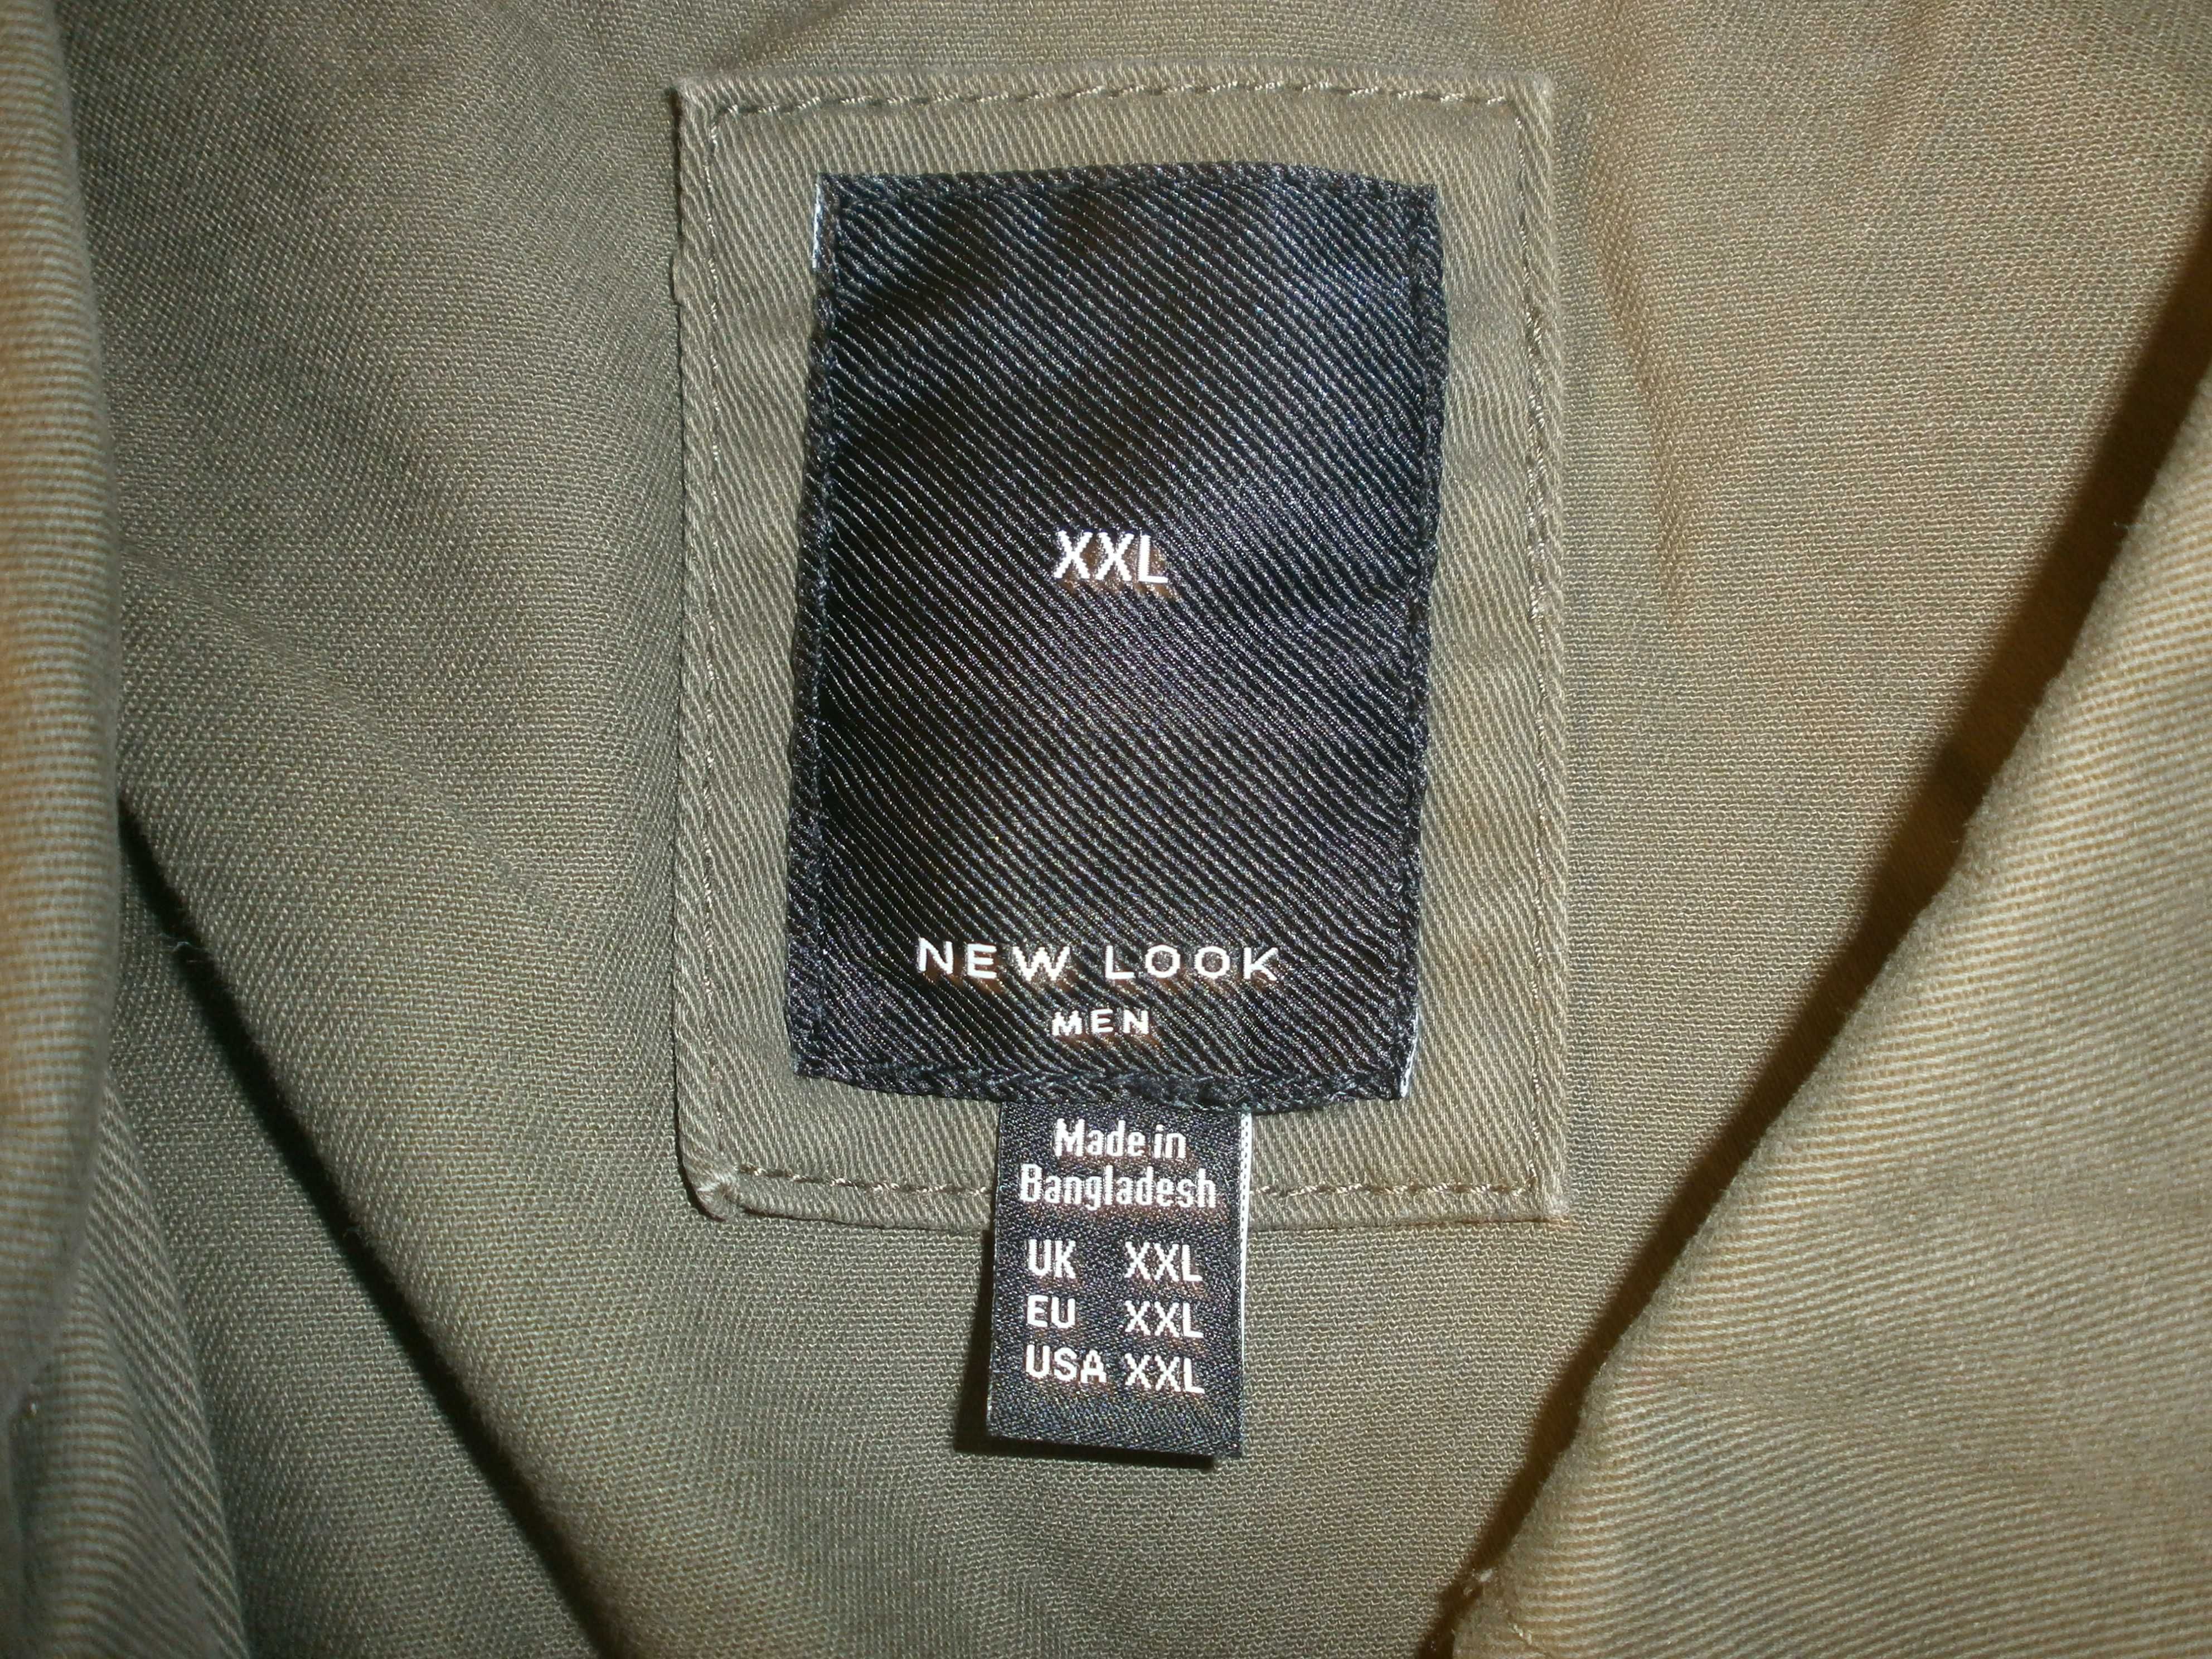 XXL
NEW LOOK
MEN
Made in
Bangladesh
UK XXL
EU XXL
USA XXL